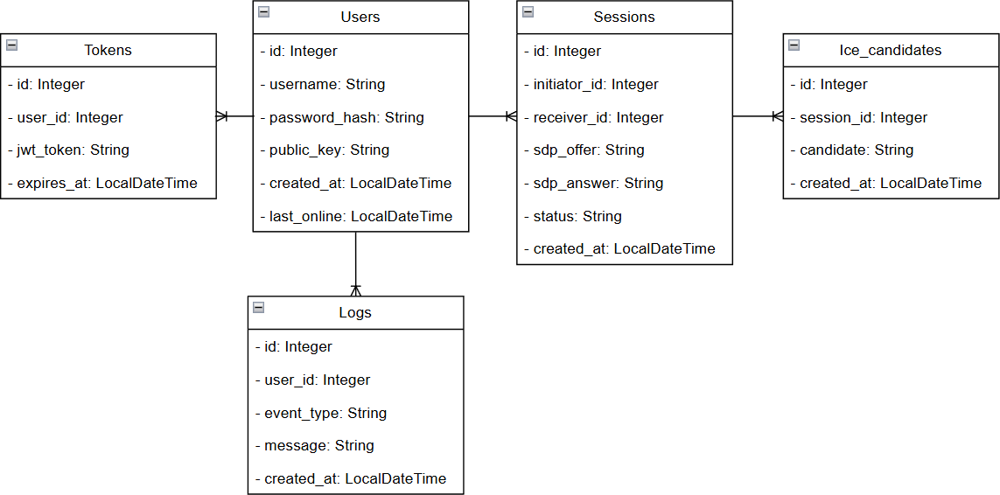 Tokens
- id: Integer
- user_id: Integer
- jwt_token: String
- expires_at: LocalDateTime
Users
- id: Integer
- username: String
- password_hash: String
- public_key: String
- created_at: LocalDateTime
- last_online: LocalDateTime
Sessions
- id: Integer
- initiator_id: Integer
- receiver_id: Integer
- sdp_offer: String
- sdp_answer: String
- status: String
- created_at: LocalDateTime
Ice_candidates
- id: Integer
- session_id: Integer
- candidate: String
- created_at: LocalDateTime
Logs
- id: Integer
- user_id: Integer
- event_type: String
- message: String
- created_at: LocalDateTime